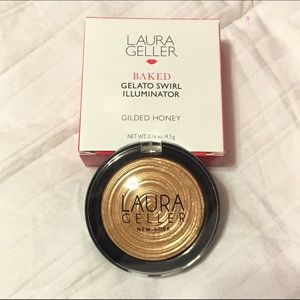 LAURA
GELLER
BAKED
GELATO SWIRL
ILLUMINATOR
GILDED HONEY
NET WT. 0.16 oz/4.5 g
LAURA
GELLER
NEW YORK